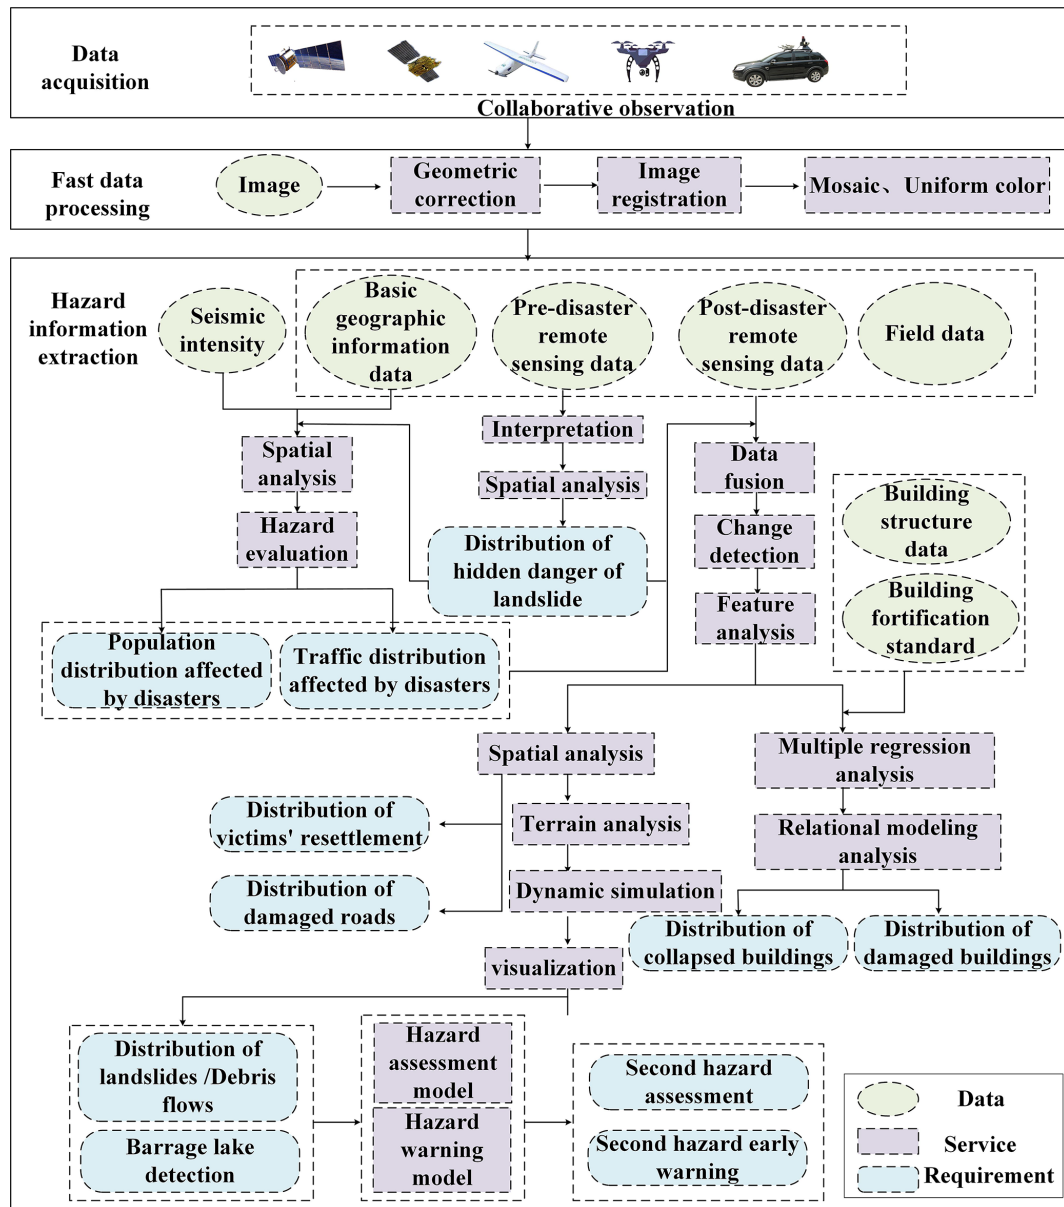 Data
acquisition
Collaborative observation
Fast data
processing
Image
Geometric
correction
Image
registration
Mosaic、Uniform color
Hazard
information
extraction
Seismic
intensity
Basic
geographic
information
data
Pre-disaster
remote
sensing data
Post-disaster
remote
sensing data
Field data
Interpretation
Spatial
analysis
Spatial analysis
Data
fusion
Building
structure
data
Hazard
evaluation
Distribution of
hidden danger of
landslide
Change
detection
Building
fortification
standard
Feature
analysis
Population
distribution affected
by disasters
Traffic distribution
affected by disasters
Spatial analysis
Multiple regression
analysis
Distribution of
victims' resettlement
Terrain analysis
Relational modeling
analysis
Distribution of
damaged roads
Dynamic simulation
Distribution of
collapsed buildings
Distribution of
damaged buildings
visualization
Distribution of
landslides /Debris
flows
Barrage lake
detection
Hazard
assessment
model
Hazard
warning
model
Second hazard
assessment
Second hazard early
warning
Data
Service
Requirement